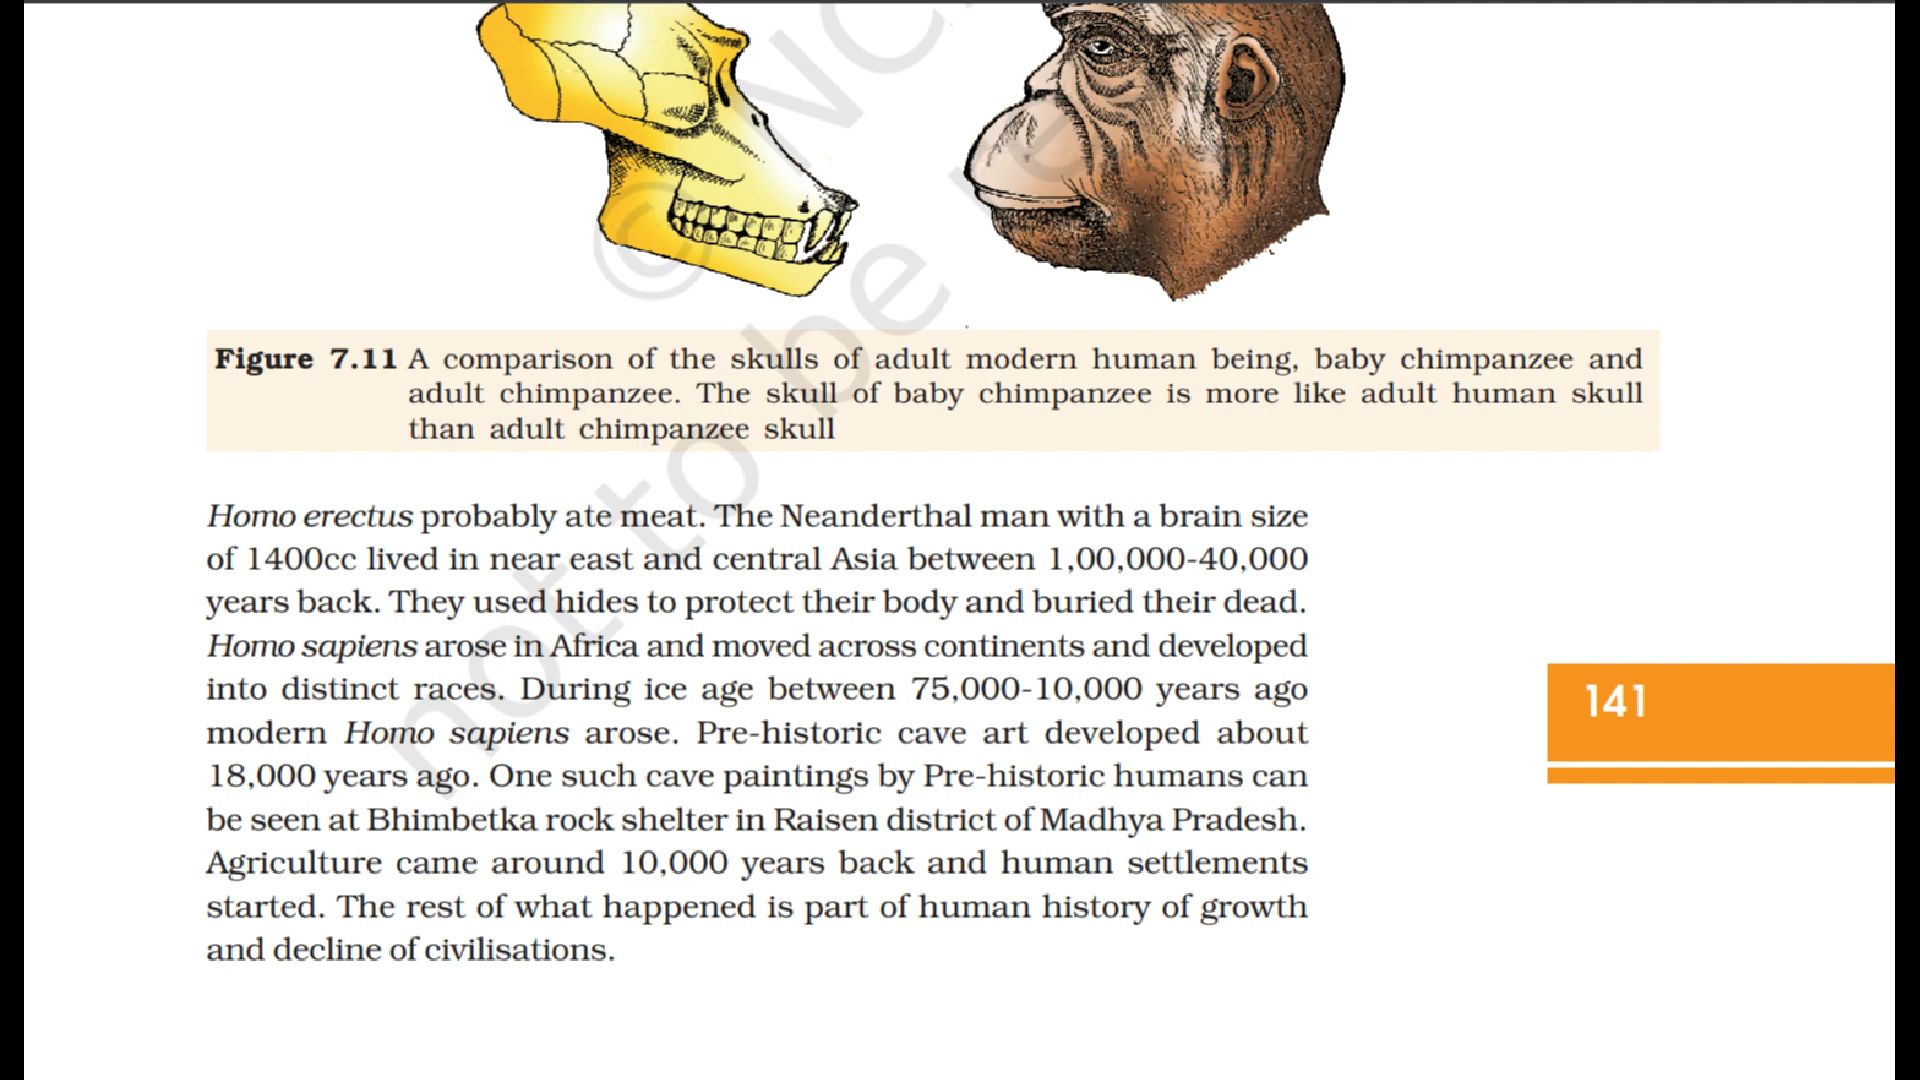 Figure 7.11 A comparison of the skulls of adult modern human being, baby chimpanzee and
adult chimpanzee. The skull of baby chimpanzee is more like adult human skull
than adult chimpanzee skull
Homo erectus probably ate meat. The Neanderthal man with a brain size
of 1400cc lived in near east and central Asia between 1,00,000-40,000
years back. They used hides to protect their body and buried their dead.
Homo sapiens arose in Africa and moved across continents and developed
into distinct races. During ice age between 75,000-10,000 years ago
modern Homo sapiens arose. Pre-historic cave art developed about
18,000 years ago. One such cave paintings by Pre-historic humans can
be seen at Bhimbetka rock shelter in Raisen district of Madhya Pradesh.
Agriculture came around 10,000 years back and human settlements
started. The rest of what happened is part of human history of growth
and decline of civilisations.
141
© NC
not to be re